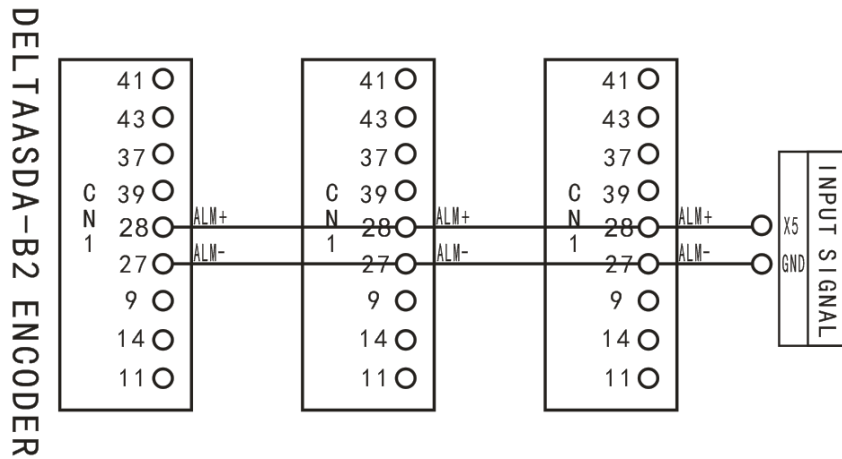 DELTAASDA-B2 ENCODER
CN1
41
43
37
39
28 ALM+
27 ALM-
9
14
11
CN1
41
43
37
39
28 ALM+
27 ALM-
9
14
11
CN1
41
43
37
39
28 ALM+
27 ALM-
9
14
11
X5
GND
INPUT SIGNAL